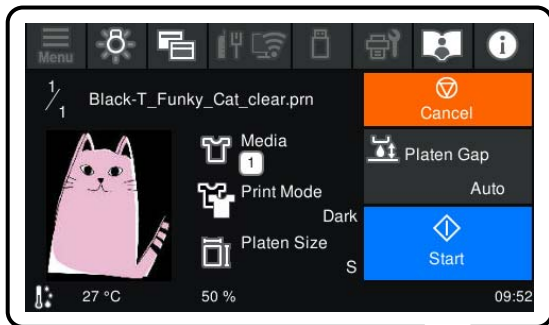 Menu
1/1 Black-T_Funky_Cat_clear.prn
Cancel
Media
1
Platen Gap
Auto
Print Mode
Dark
Platen Size
S
Start
27 °C 50 % 09:52